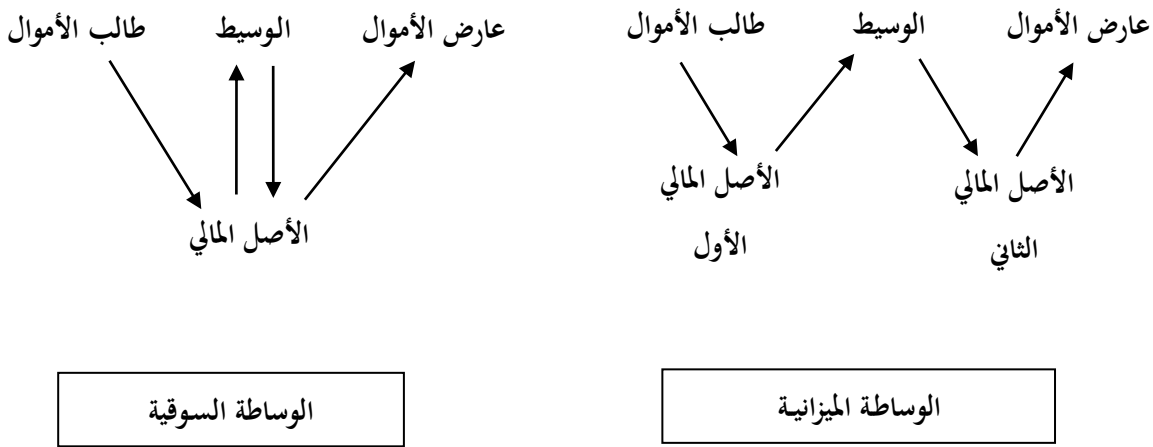 عارض الأموال الوسيط طالب الأموال
الأصل المالي الأصل المالي
الثاني الأول
الوساطة الميزانية
عارض الأموال الوسيط طالب الأموال
الأصل المالي
الوساطة السوقية